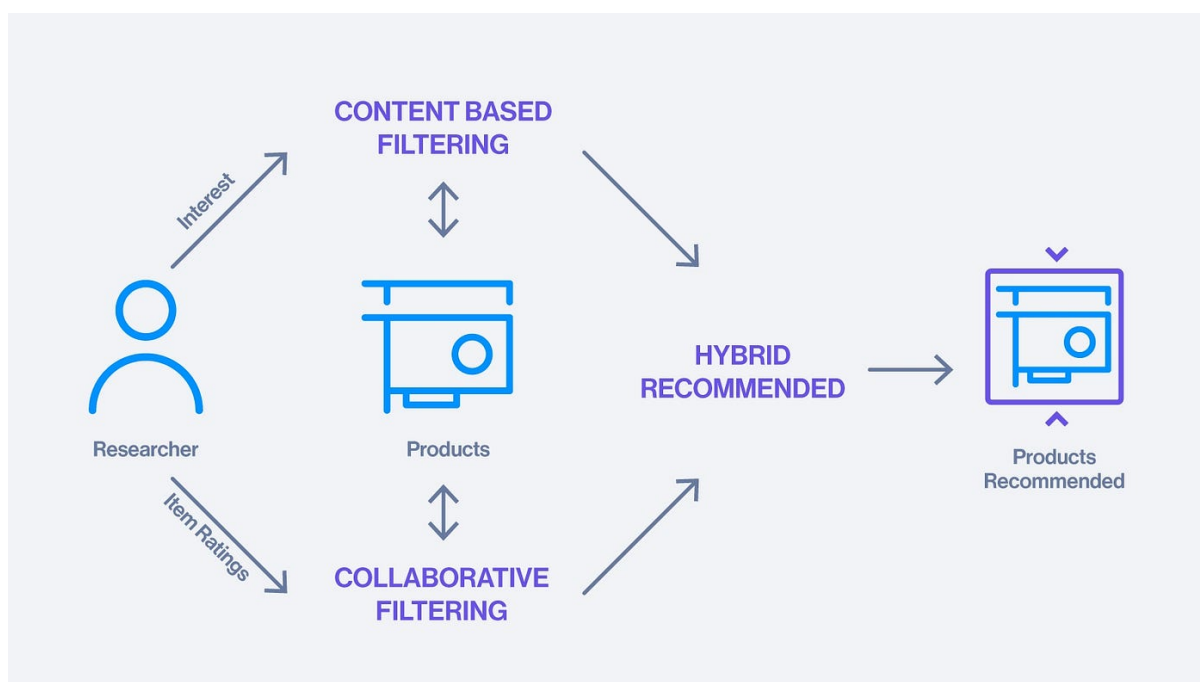 CONTENT BASED
FILTERING
Interest
Researcher
Products
Item Ratings
COLLABORATIVE
FILTERING
HYBRID
RECOMMENDED
Products
Recommended